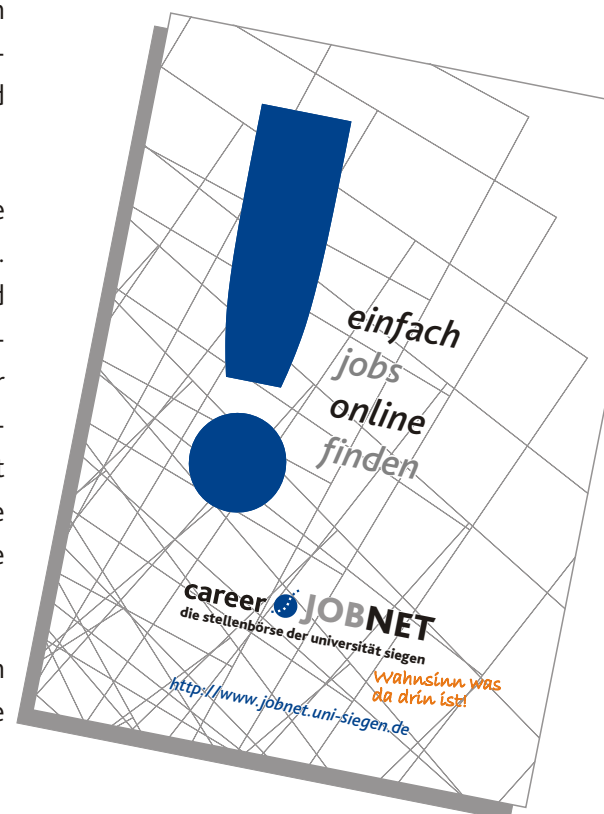 einfach
jobs
online
finden
career JOBNET
die stellenbörse der universität siegen
Wahnsinn was
da drin ist!
http://www.jobnet.uni-siegen.de